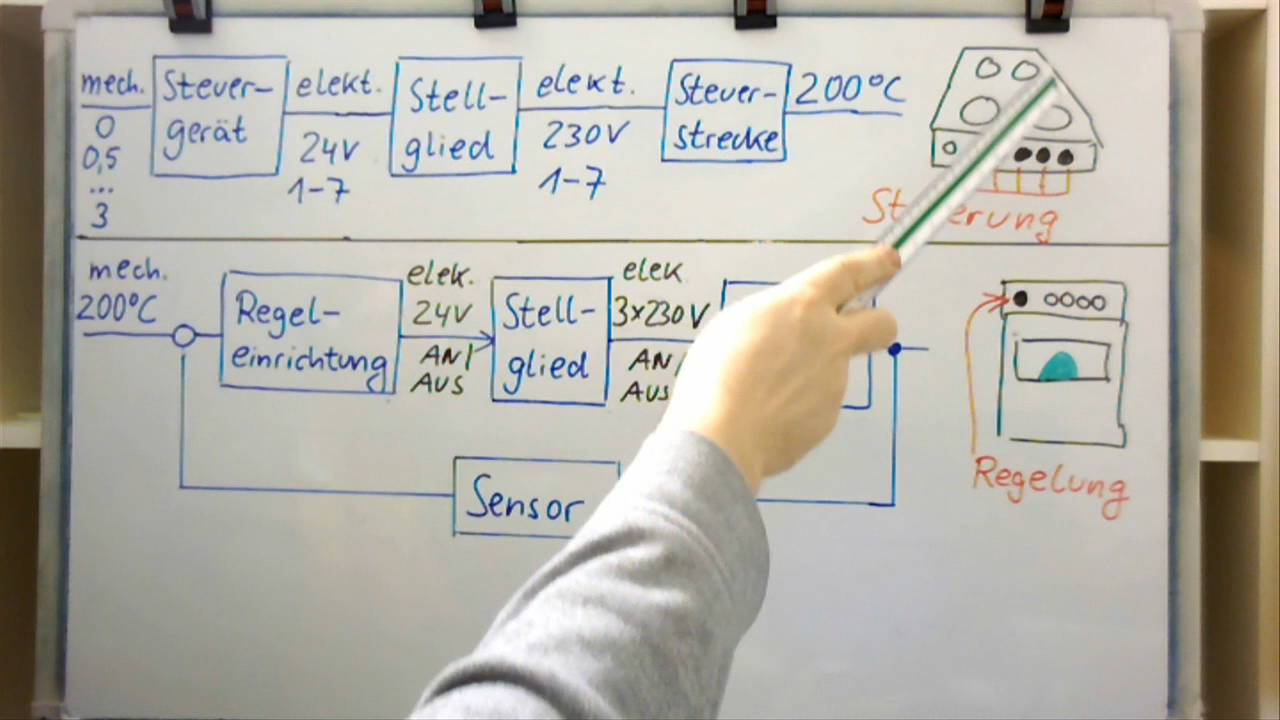 mech.
0
0,5
...
3
Steuer-
gerät
elekt.
24V
1-7
Stell-
glied
elekt.
230V
1-7
Steuer-
strecke
200°C
mech.
200°C
Regel-
einrichtung
elek.
24V
AN/
AUS
Stell-
glied
elek
3x230V
AN/
AUS
Sensor
Regelung